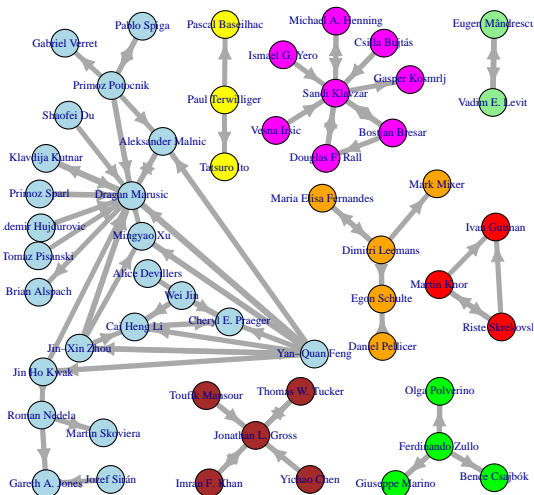 Michael A. Henning
Pablo Spiga
Pascal Baseilhac
Eugen Mândrescu
Gabriel Verret
Csilla Bujtás
Ismael G. Yero
Gasper Kosmrlj
Primoz Potocnik
Sandi Klavzar
Paul Terwilliger
Vadim E. Levit
Shaofei Du
Vesna Irsic
Bostjan Bresar
Aleksander Malnic
Klavdija Kutnar
Douglas F. Rall
Tatsuro Ito
Mark Mixer
Primoz Sparl
Dragan Marusic
Maria Elisa Fernandes
demir Hujdurovic
Ivan Gutman
Mingyao Xu
Tomaz Pisanski
Dimitri Leemans
Alice Devillers
Martin Knor
Brian Alspach
Wei Jin
Egon Schulte
Cai Heng Li
Cheryl E. Praeger
Riste Skrekovsk
Jin-Xin Zhou
Yan-Quan Feng
Daniel Pellicer
Jin Ho Kwak
Toufik Mansour
Thomas W. Tucker
Olga Polverino
Roman Nedela
Martin Skoviera
Jonathan L. Gross
Ferdinando Zullo
Gareth A. Jones
Jozef Sirán
Imran F. Khan
Yichao Chen
Giuseppe Marino
Bence Csajbók